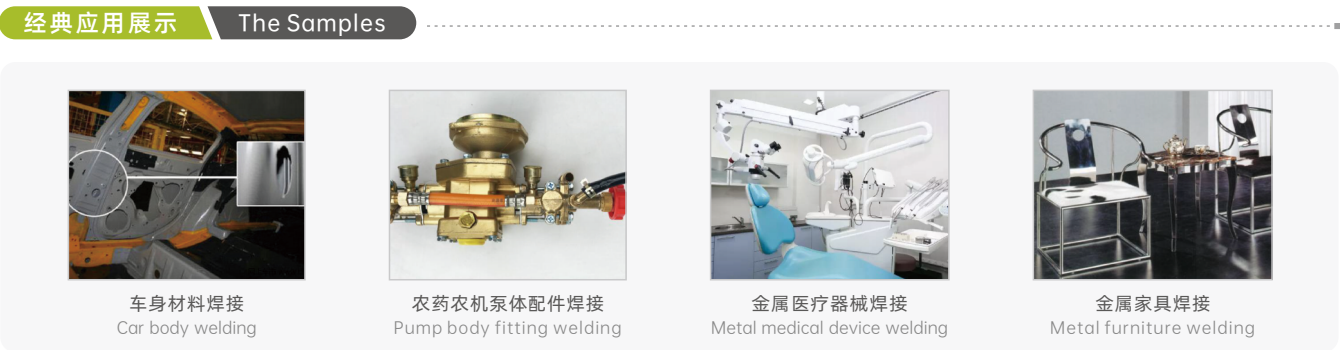 经典应用展示 The Samples
车身材料焊接
Car body welding
农药农机泵体配件焊接
Pump body fitting welding
金属医疗器械焊接
Metal medical device welding
金属家具焊接
Metal furniture welding